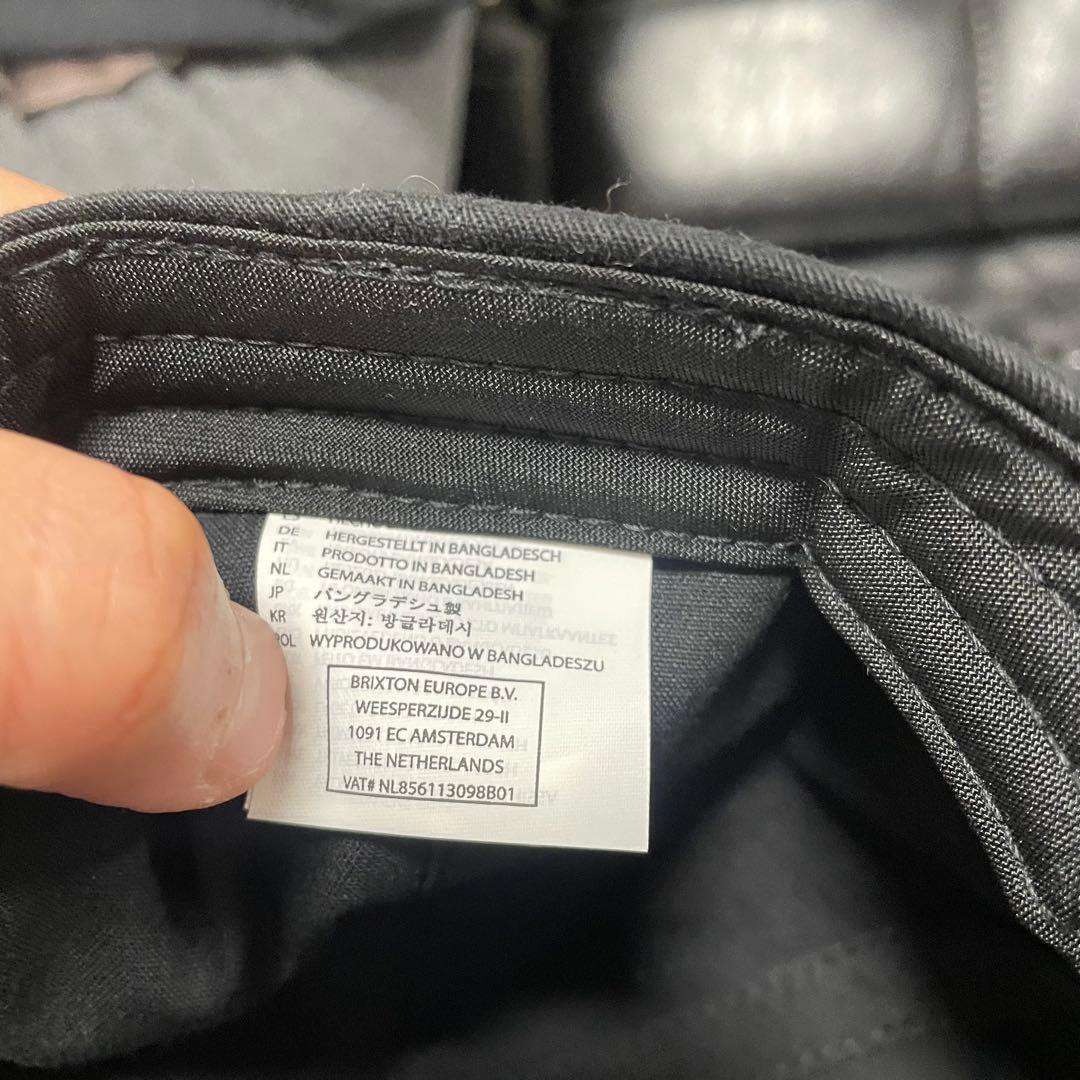 DE HERGESTELLT IN BANGLADESCH
IT PRODOTTO IN BANGLADESH
NL GEMAAKT IN BANGLADESH
JP バングラデシュ製
KR 원산지: 방글라데시
POL WYPRODUKOWANO W BANGLADESZU
BRIXTON EUROPE B.V.
WEESPERZIJDE 29-II
1091 EC AMSTERDAM
THE NETHERLANDS
VAT# NL856113098B01